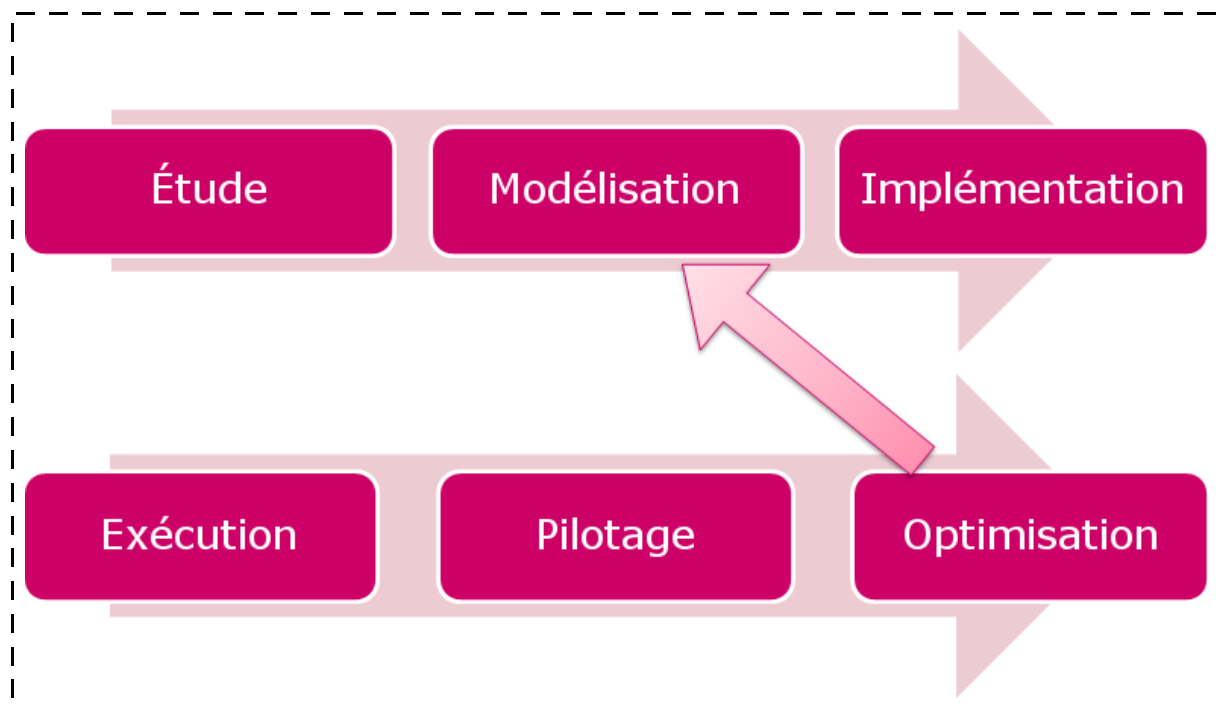 Étude
Modélisation
Implémentation
Exécution
Pilotage
Optimisation